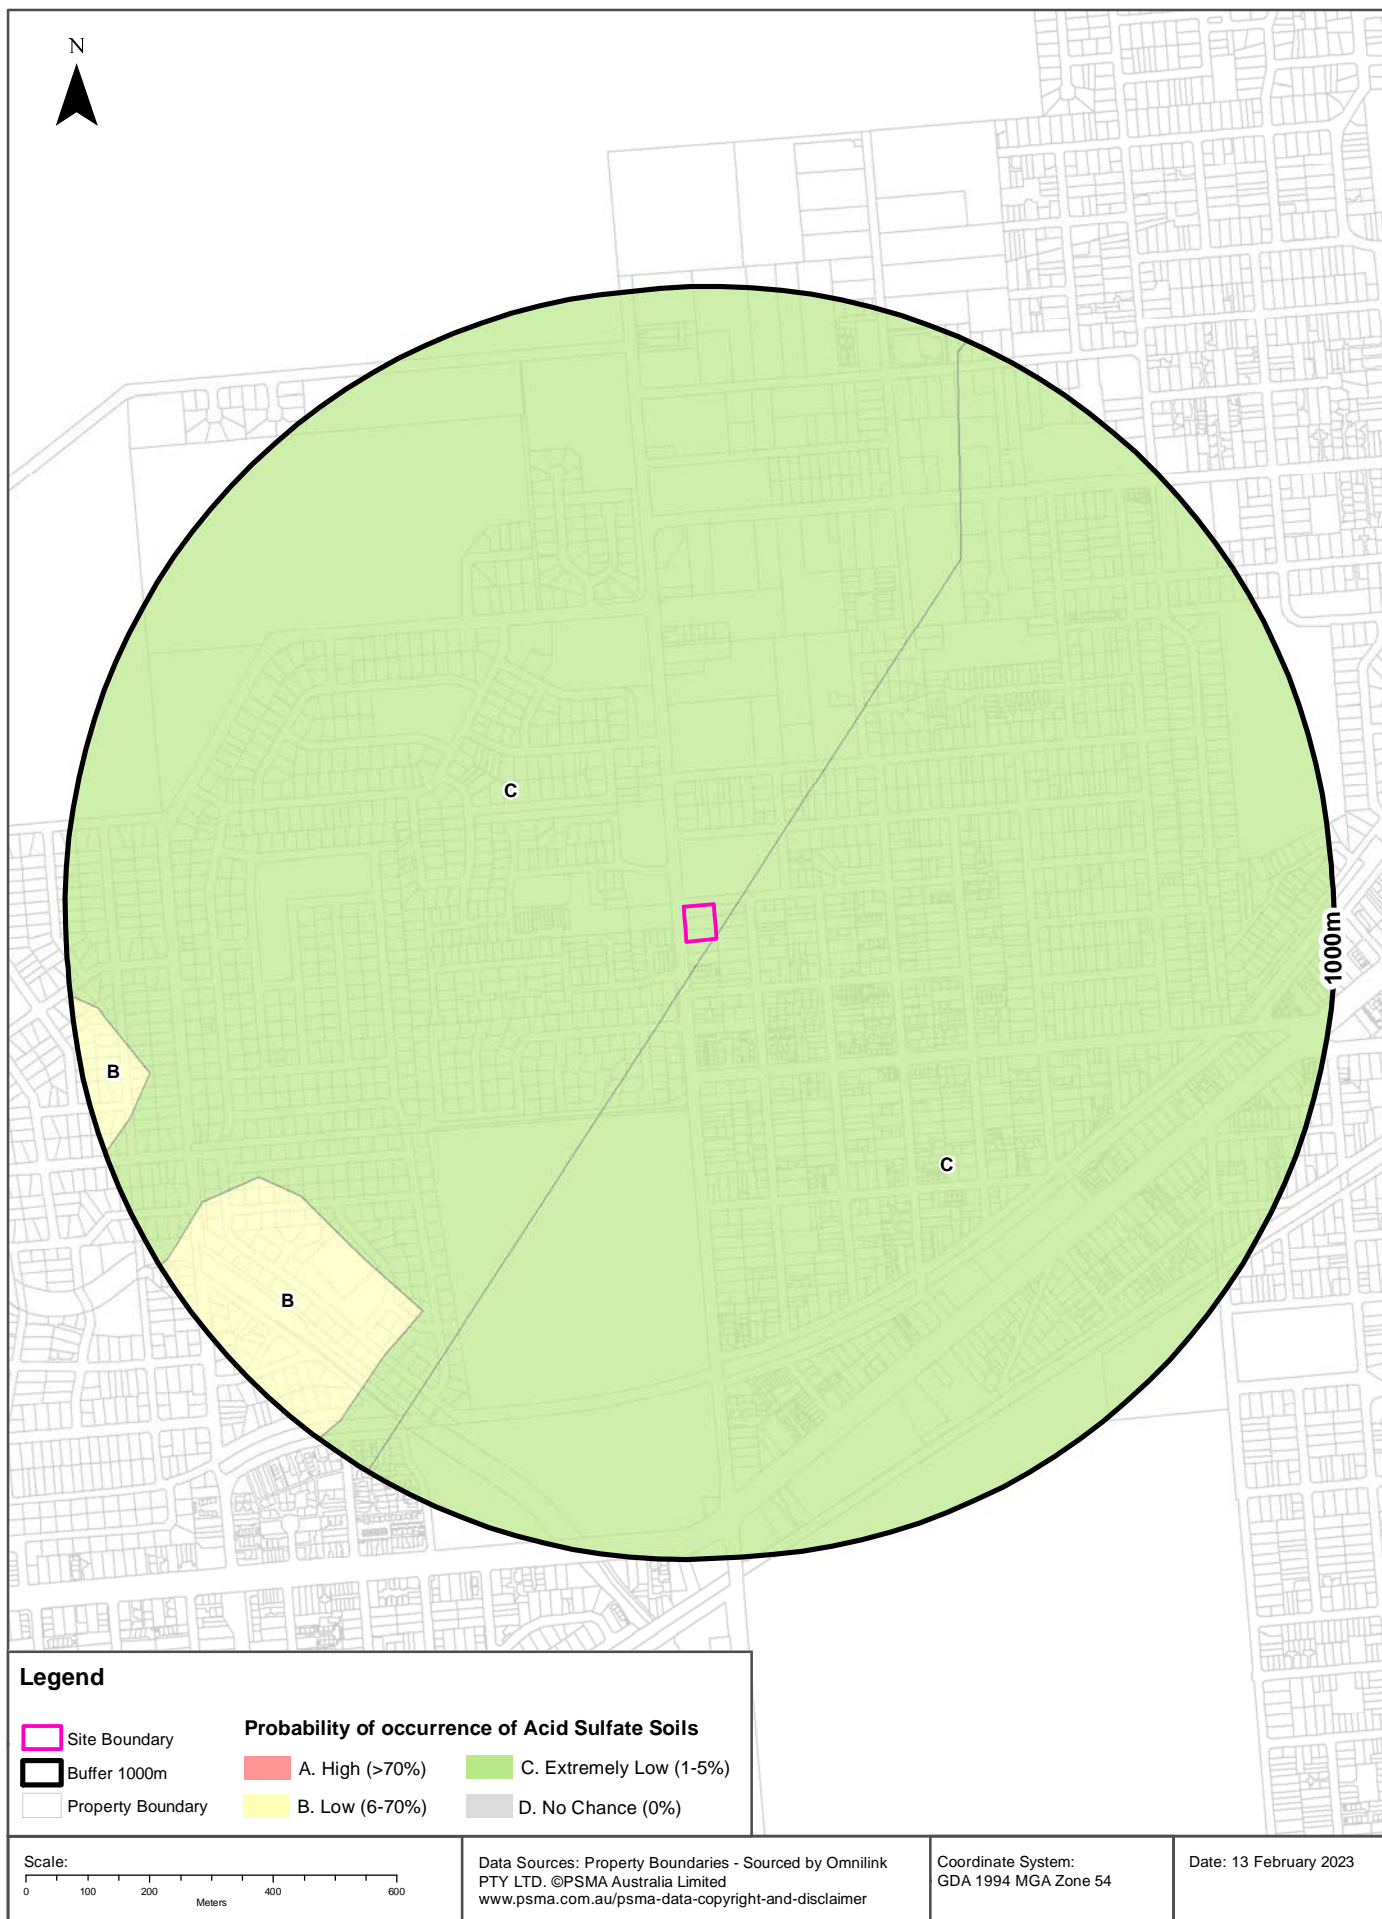 N
C
1000m
B
C
B
Legend
Site Boundary
Buffer 1000m
Property Boundary
Probability of occurrence of Acid Sulfate Soils
A. High (>70%)
B. Low (6-70%)
C. Extremely Low (1-5%)
D. No Chance (0%)
Scale:
0 100 200 400 600
Meters
Data Sources: Property Boundaries - Sourced by Omnilink
PTY LTD. ©PSMA Australia Limited
www.psma.com.au/psma-data-copyright-and-disclaimer
Coordinate System:
GDA 1994 MGA Zone 54
Date: 13 February 2023